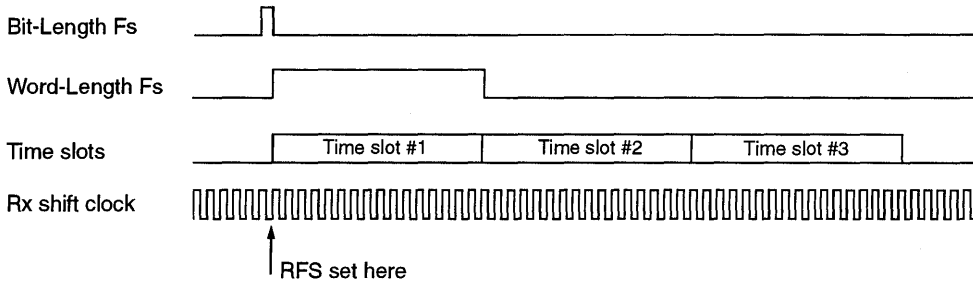 Bit-Length Fs
Word-Length Fs
Time slots
Time slot #1
Time slot #2
Time slot #3
Rx shift clock
RFS set here